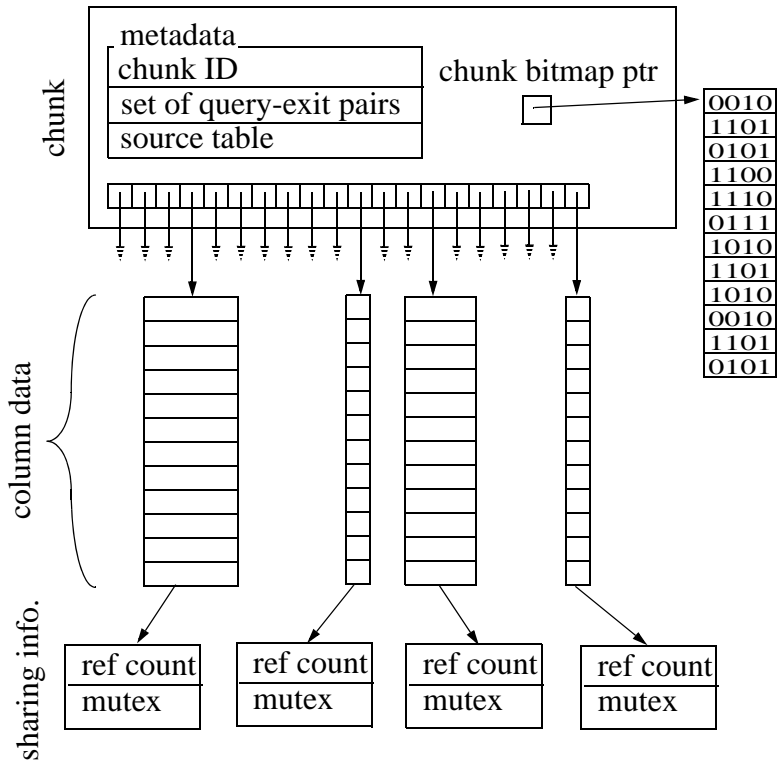 chunk
metadata
chunk ID
set of query-exit pairs
source table
chunk bitmap ptr
0010
1101
0101
1100
1110
0111
1010
1101
1010
0010
1101
0101
column data
sharing info.
ref count
mutex
ref count
mutex
ref count
mutex
ref count
mutex